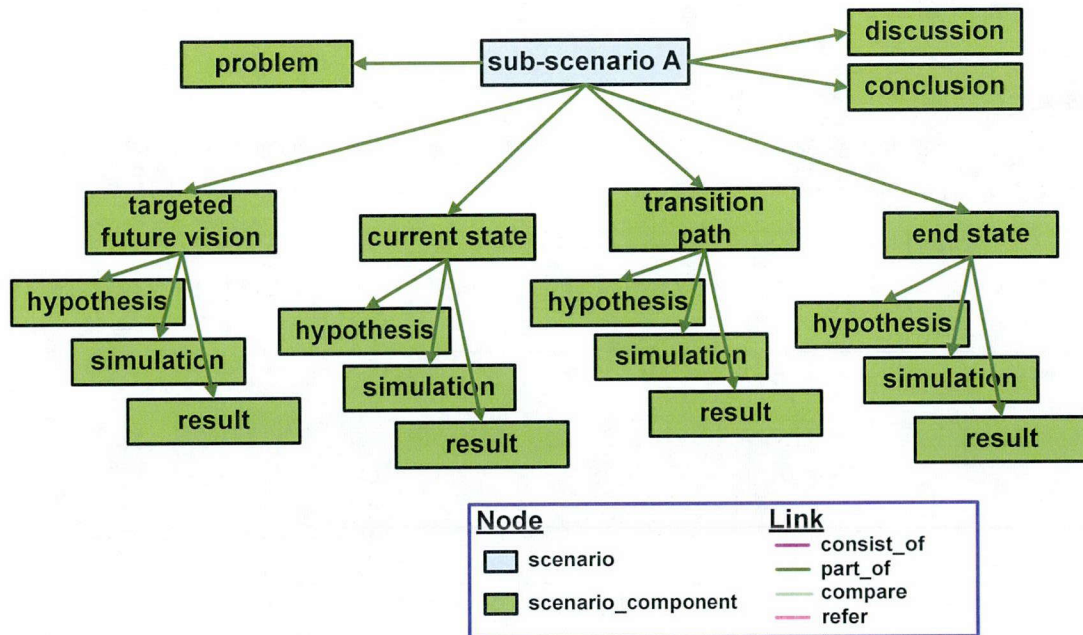 discussion
problem
sub-scenario A
conclusion
targeted
future vision
current state
transition
path
end state
hypothesis
simulation
result
hypothesis
simulation
result
hypothesis
simulation
result
hypothesis
simulation
result
Node
scenario
scenario_component
Link
consist_of
part_of
compare
refer